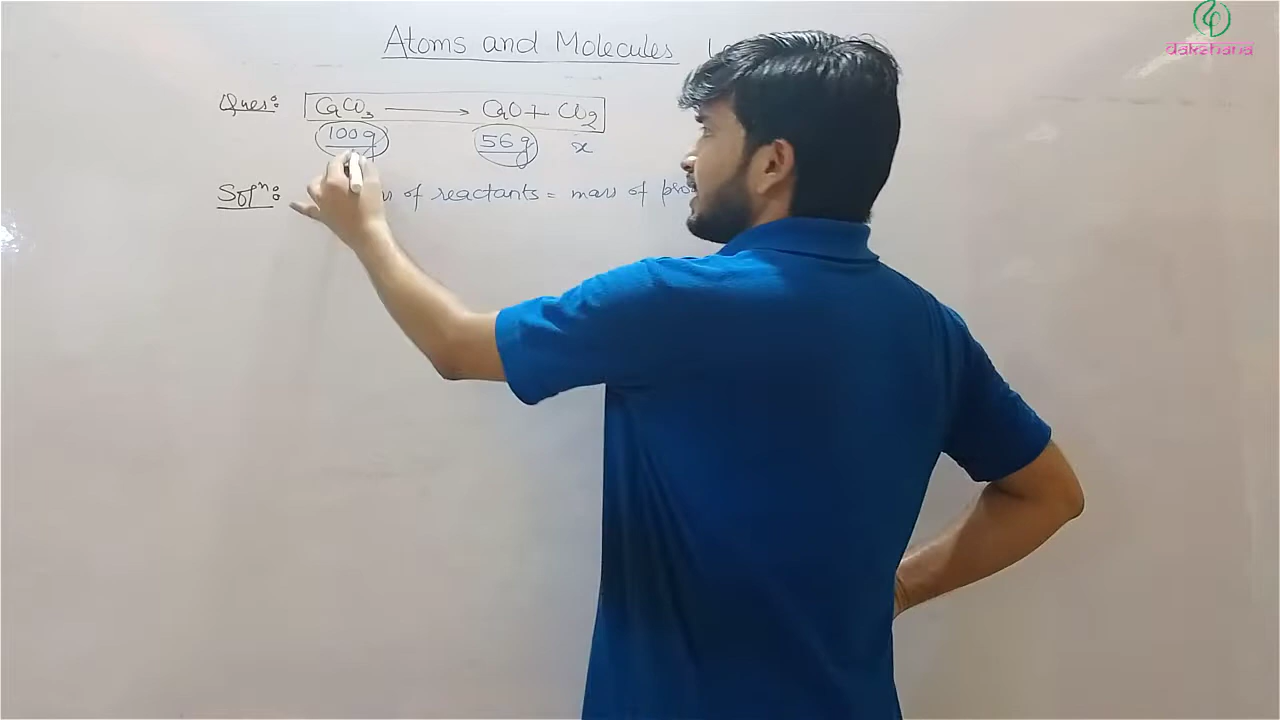 dakshana
Atoms and Molecules
Ques: CaCO3 ⟶ CaO + CO2
100g 56g x
Solⁿ: of reactants = mass of